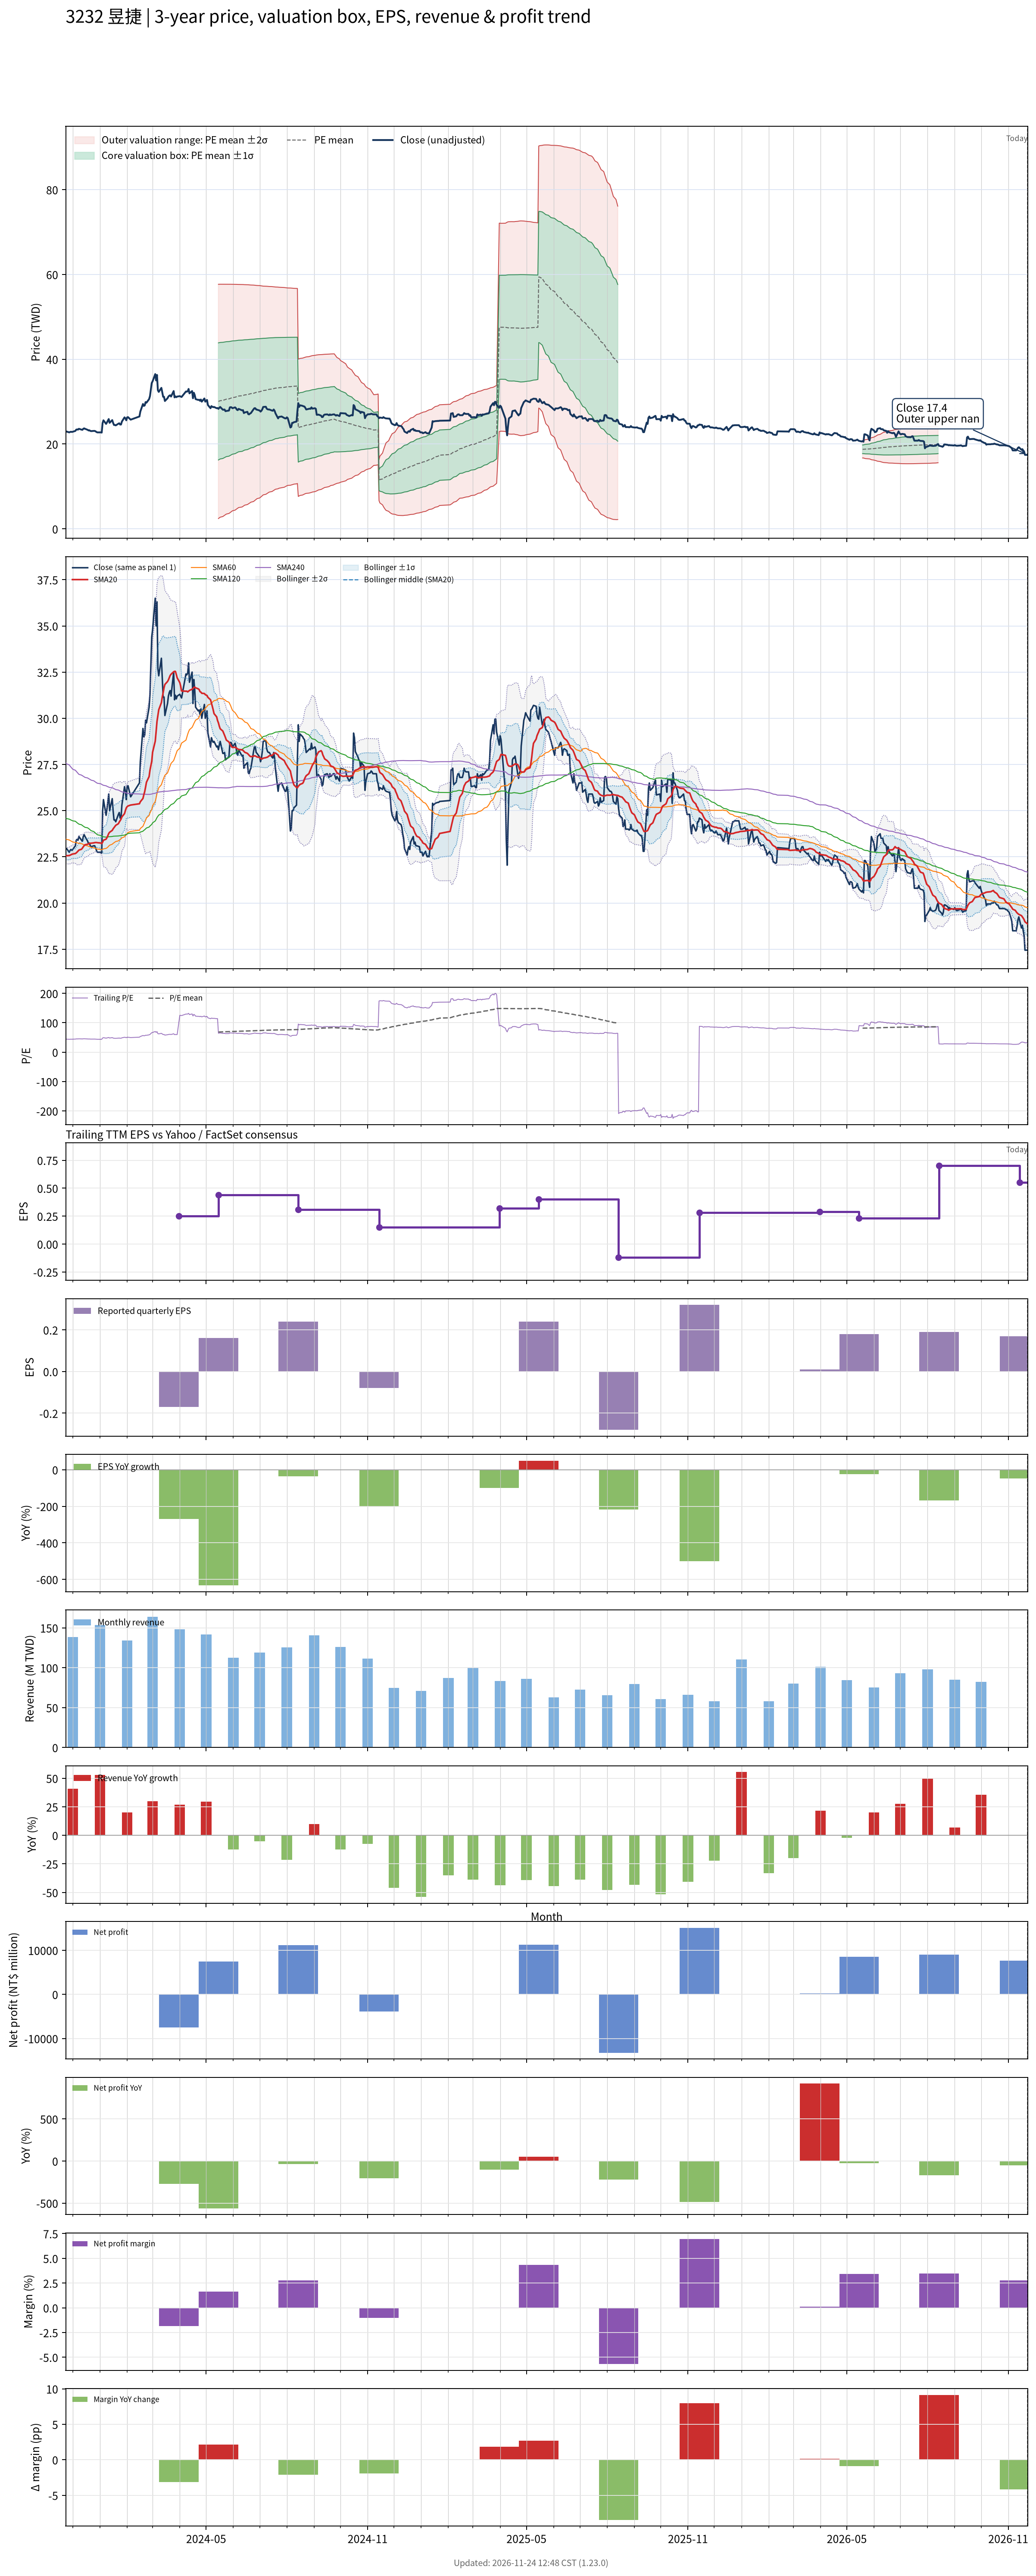 3232 昱捷 | 3-year price, valuation box, EPS, revenue & profit trend
Outer valuation range: PE mean ±2σ
PE mean
Close (unadjusted)
Core valuation box: PE mean ±1σ
Today
80
60
40
20
0
Price (TWD)
Close 17.4
Outer upper nan
Close (same as panel 1)
SMA60
SMA240
Bollinger ±1σ
SMA20
SMA120
Bollinger ±2σ
Bollinger middle (SMA20)
37.5
35.0
32.5
30.0
27.5
25.0
22.5
20.0
17.5
Price
Trailing P/E
P/E mean
200
100
0
-100
-200
P/E
Trailing TTM EPS vs Yahoo / FactSet consensus
Today
0.75
0.50
0.25
0.00
-0.25
EPS
Reported quarterly EPS
0.2
0.0
-0.2
EPS
EPS YoY growth
0
-200
-400
-600
YoY (%)
Monthly revenue
150
100
50
0
Revenue (M TWD)
Revenue YoY growth
50
25
0
-25
-50
YoY (%)
Month
Net profit
10000
0
-10000
Net profit (NT$ million)
Net profit YoY
500
0
-500
YoY (%)
Net profit margin
7.5
5.0
2.5
0.0
-2.5
-5.0
Margin (%)
Margin YoY change
10
5
0
-5
Δ margin (pp)
2024-05
2024-11
2025-05
2025-11
2026-05
2026-11
Updated: 2026-11-24 12:48 CST (1.23.0)